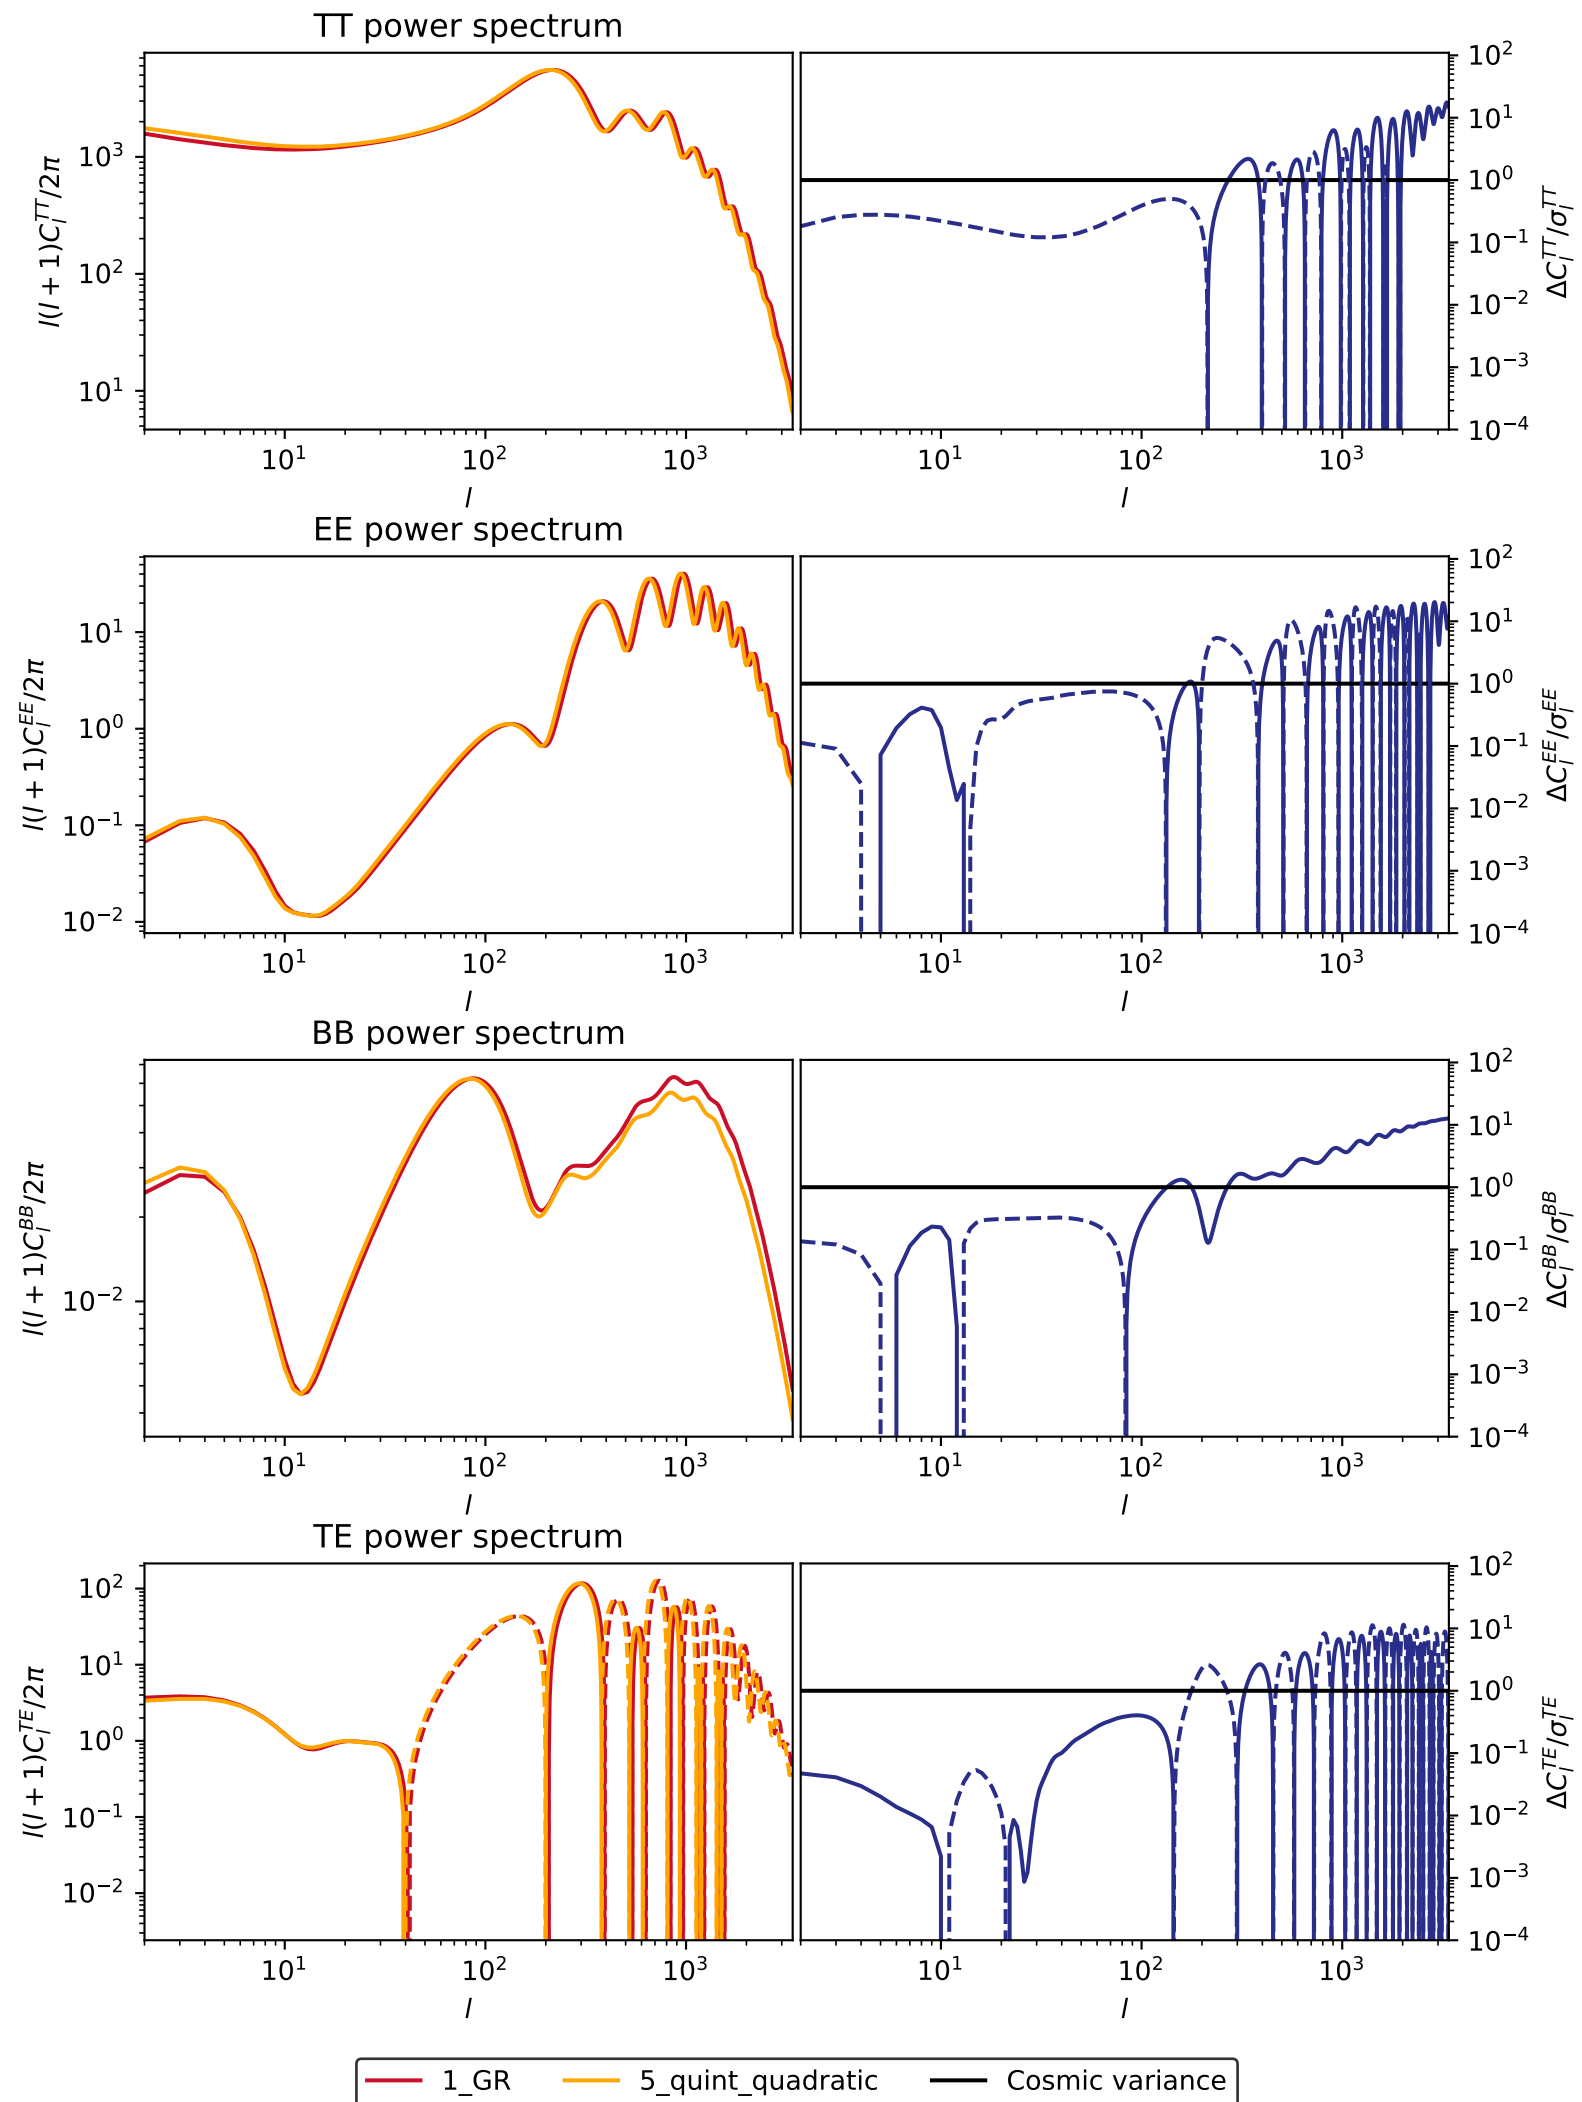 TT power spectrum
l(l + 1)C_l^{TT}/2π
10^3
10^2
10^1
10^1 10^2 10^3
l
10^2
10^1
10^0
10^{−1}
10^{−2}
10^{−3}
10^{−4}
ΔC_l^{TT}/σ_l^{TT}
10^1 10^2 10^3
l
EE power spectrum
l(l + 1)C_l^{EE}/2π
10^1
10^0
10^{−1}
10^{−2}
10^1 10^2 10^3
l
10^2
10^1
10^0
10^{−1}
10^{−2}
10^{−3}
10^{−4}
ΔC_l^{EE}/σ_l^{EE}
10^1 10^2 10^3
l
BB power spectrum
l(l + 1)C_l^{BB}/2π
10^{−2}
10^1 10^2 10^3
l
10^2
10^1
10^0
10^{−1}
10^{−2}
10^{−3}
10^{−4}
ΔC_l^{BB}/σ_l^{BB}
10^1 10^2 10^3
l
TE power spectrum
l(l + 1)C_l^{TE}/2π
10^2
10^1
10^0
10^{−1}
10^{−2}
10^1 10^2 10^3
l
10^2
10^1
10^0
10^{−1}
10^{−2}
10^{−3}
10^{−4}
ΔC_l^{TE}/σ_l^{TE}
10^1 10^2 10^3
l
1_GR 5_quint_quadratic Cosmic variance